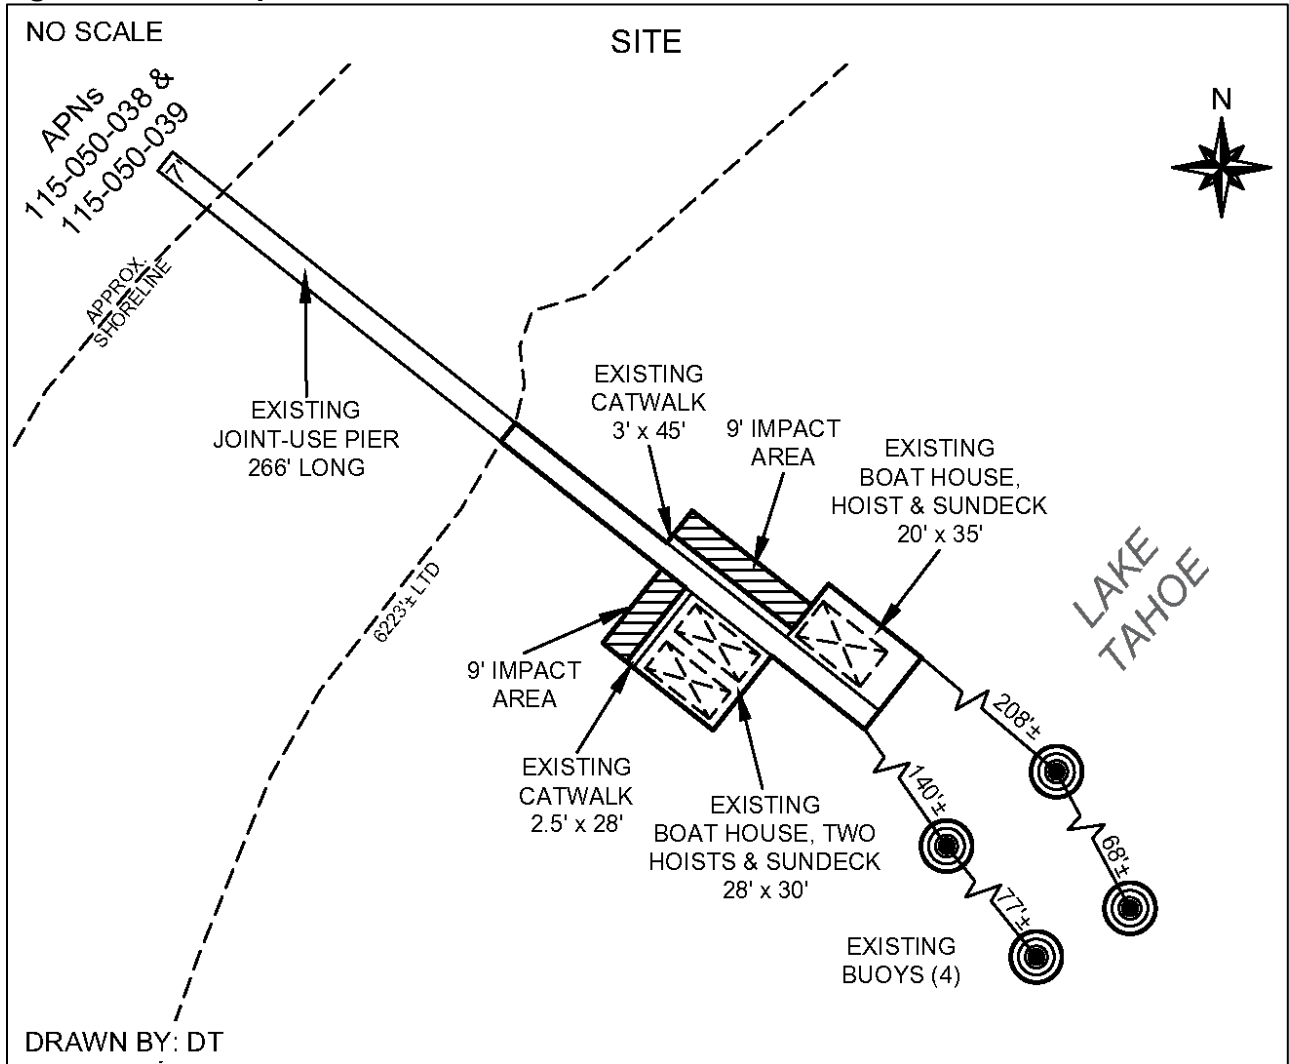 NO SCALE
SITE
N
APNs
115-050-038 &
115-050-039
7'
APPROX.
SHORELINE
EXISTING
JOINT-USE PIER
266' LONG
EXISTING
CATWALK
3' x 45'
9' IMPACT
AREA
EXISTING
BOAT HOUSE,
HOIST & SUNDECK
20' x 35'
LAKE
TAHOE
6223'± LTD
9' IMPACT
AREA
EXISTING
CATWALK
2.5' x 28'
EXISTING
BOAT HOUSE, TWO
HOISTS & SUNDECK
28' x 30'
208'±
140'±
68'±
77'±
EXISTING
BUOYS (4)
DRAWN BY: DT